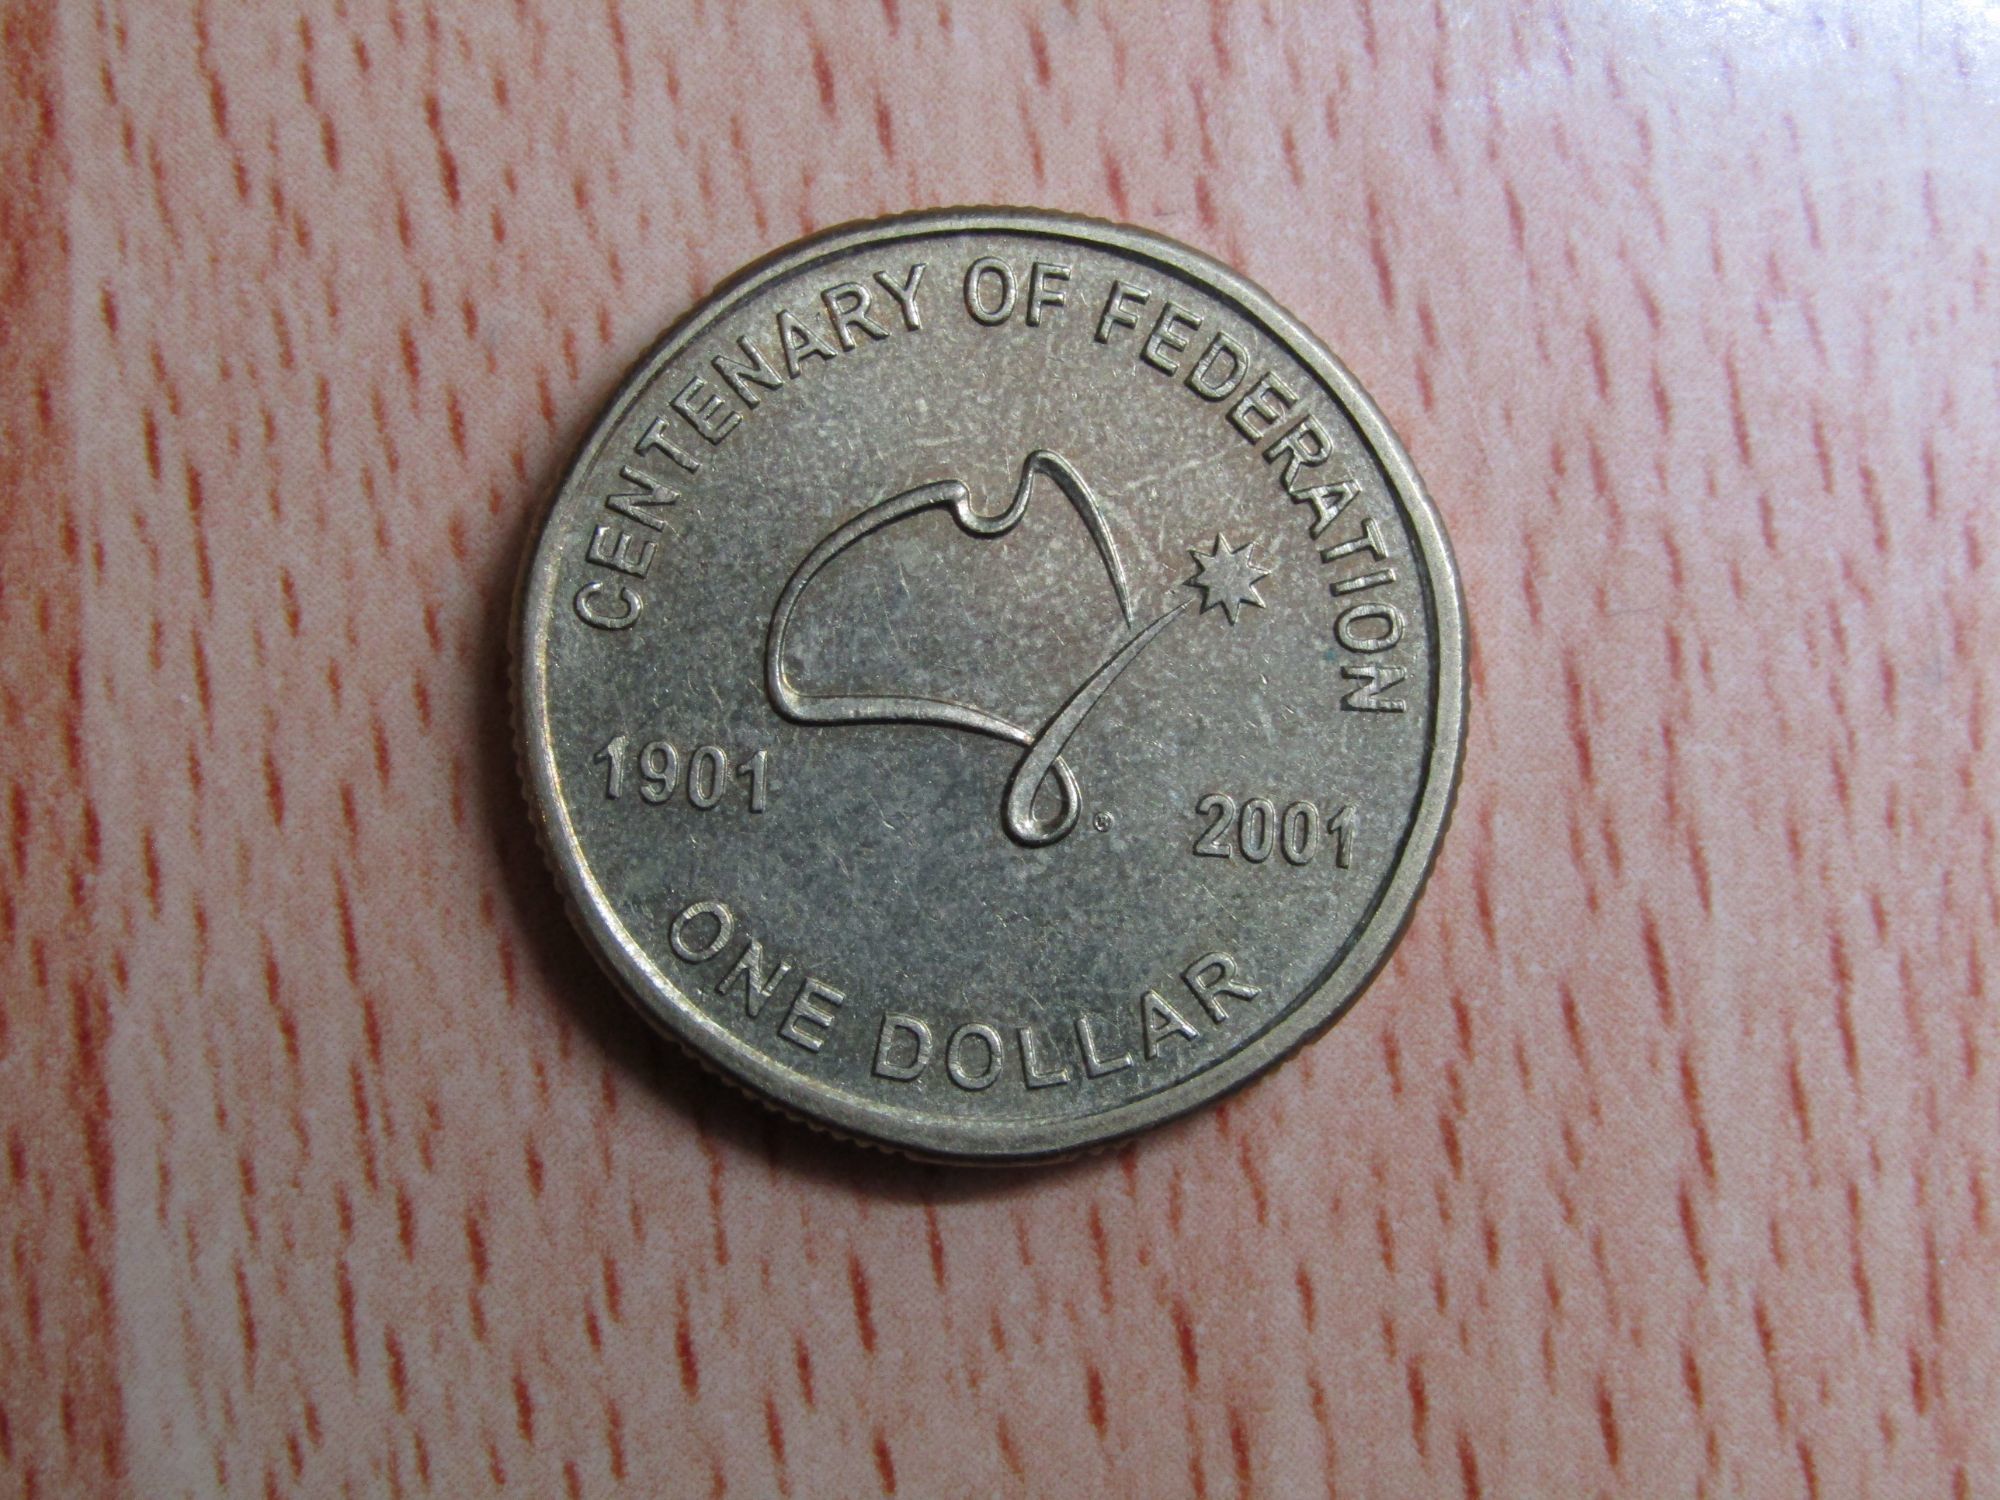 CENTENARY OF FEDERATION
1901
2001
®
ONE DOLLAR